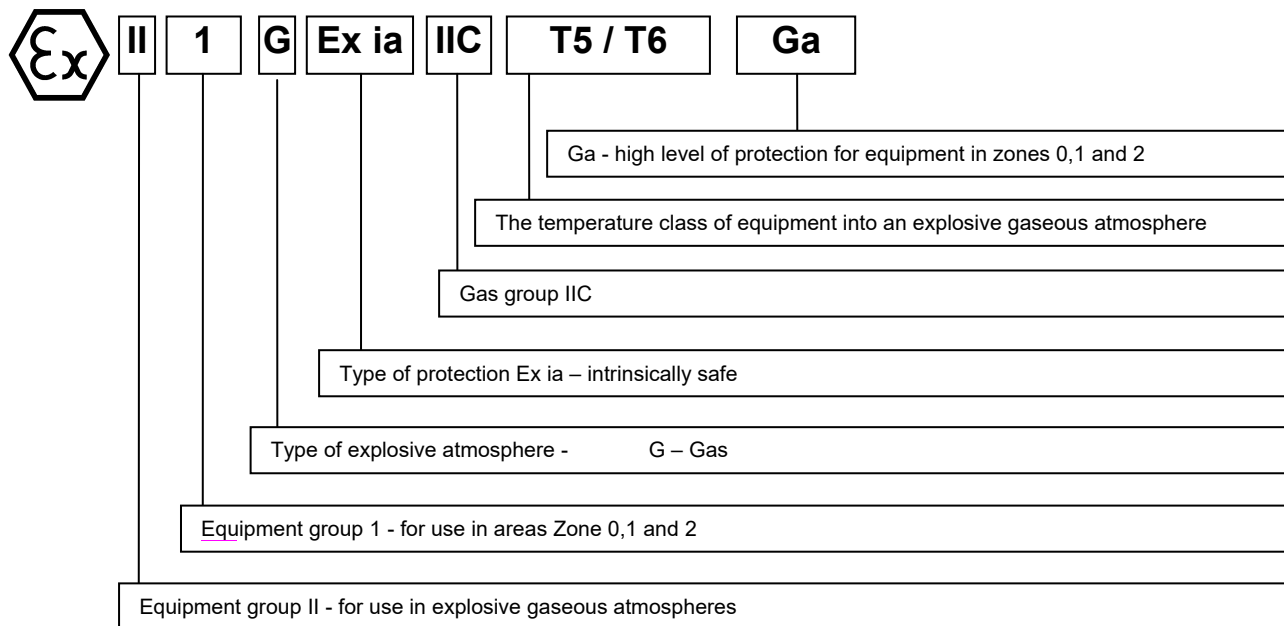 Ex II 1 G Ex ia IIC T5 / T6 Ga
Ga - high level of protection for equipment in zones 0,1 and 2
The temperature class of equipment into an explosive gaseous atmosphere
Gas group IIC
Type of protection Ex ia – intrinsically safe
Type of explosive atmosphere - G – Gas
Equipment group 1 - for use in areas Zone 0,1 and 2
Equipment group II - for use in explosive gaseous atmospheres